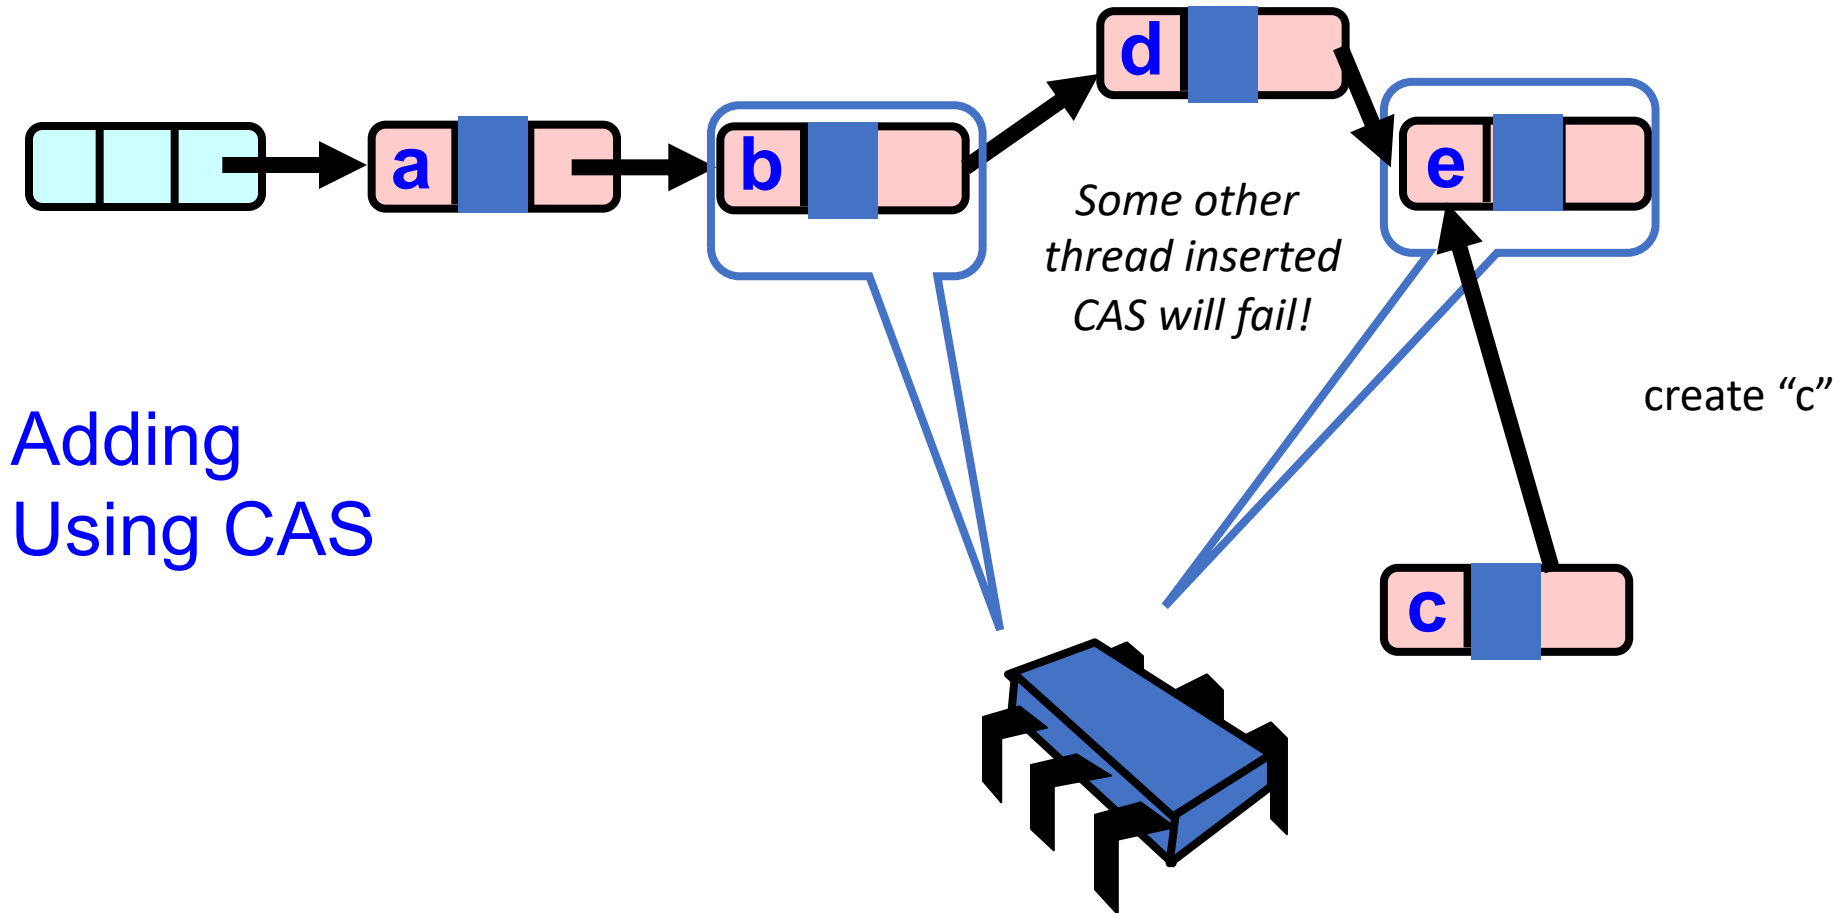 d
a
b
e
Some other
thread inserted
CAS will fail!
create “c”
Adding
Using CAS
c